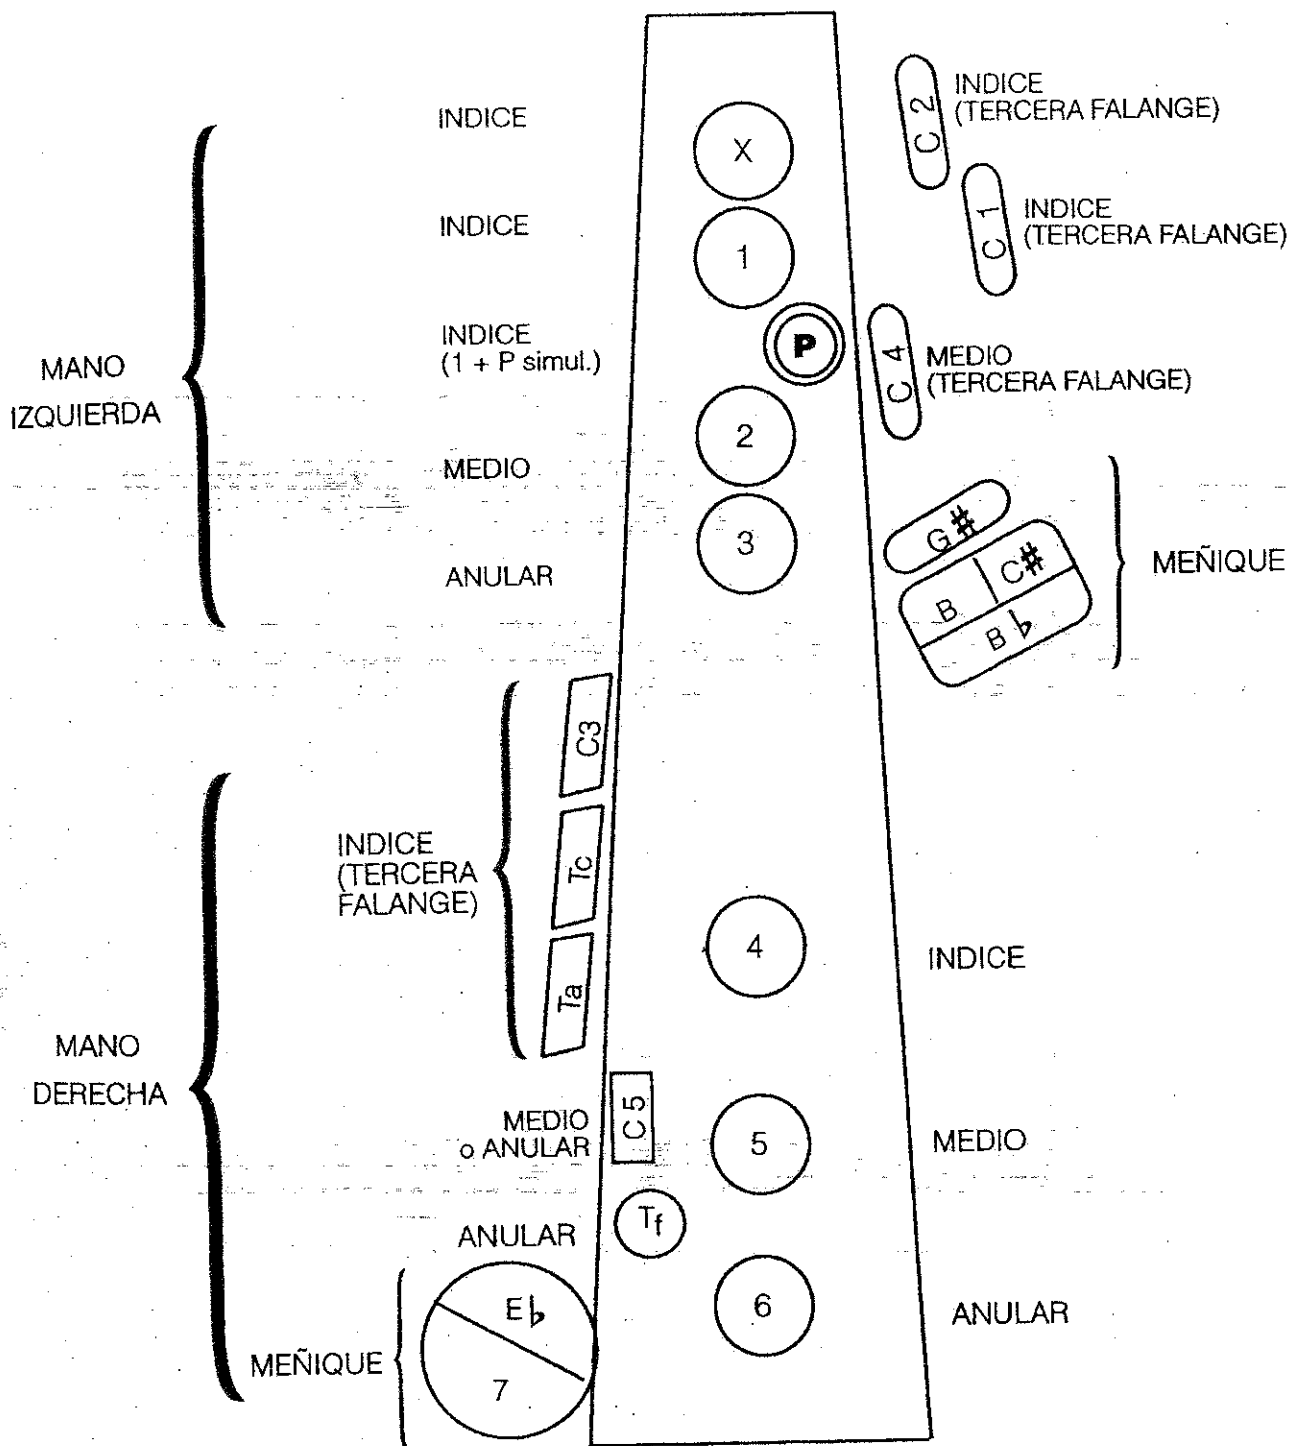 INDICE
X
C 2
INDICE
(TERCERA FALANGE)
INDICE
1
C 1
INDICE
(TERCERA FALANGE)
MANO
IZQUIERDA
INDICE
(1 + P simul.)
P
C 4
MEDIO
(TERCERA FALANGE)
MEDIO
2
ANULAR
3
G#
B
C#
B♭
MEÑIQUE
MANO
DERECHA
INDICE
(TERCERA
FALANGE)
C3
Tc
Ta
4
INDICE
MEDIO
o ANULAR
C 5
5
MEDIO
ANULAR
Tf
6
ANULAR
MEÑIQUE
E♭
7